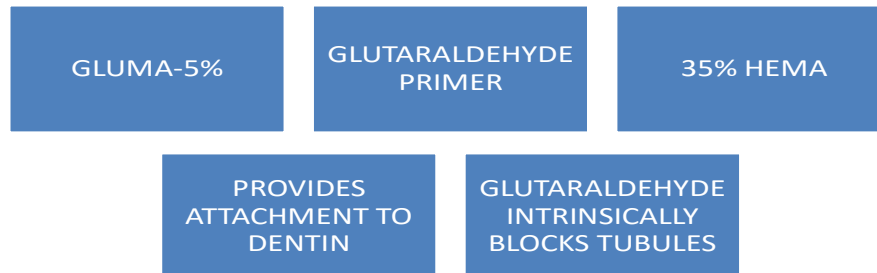 GLUMA-5%
GLUTARALDEHYDE
PRIMER
35% HEMA
PROVIDES
ATTACHMENT TO
DENTIN
GLUTARALDEHYDE
INTRINSICALLY
BLOCKS TUBULES